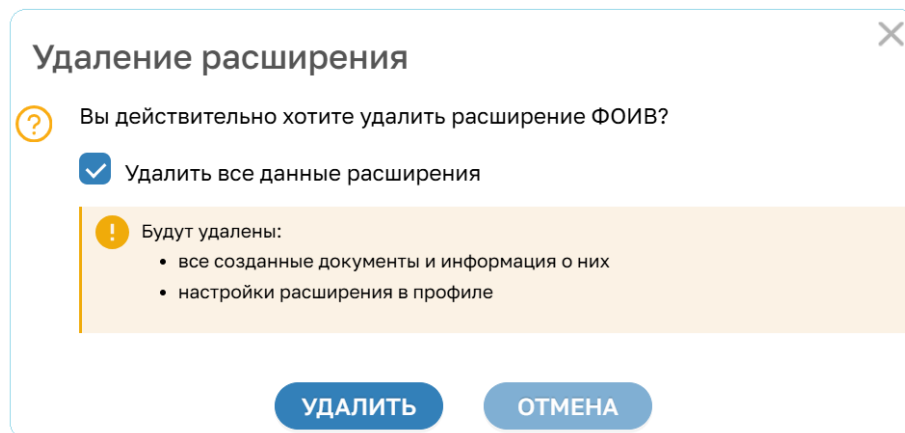 Удаление расширения
Вы действительно хотите удалить расширение ФОИВ?
Удалить все данные расширения
Будут удалены:
• все созданные документы и информация о них
• настройки расширения в профиле
УДАЛИТЬ ОТМЕНА